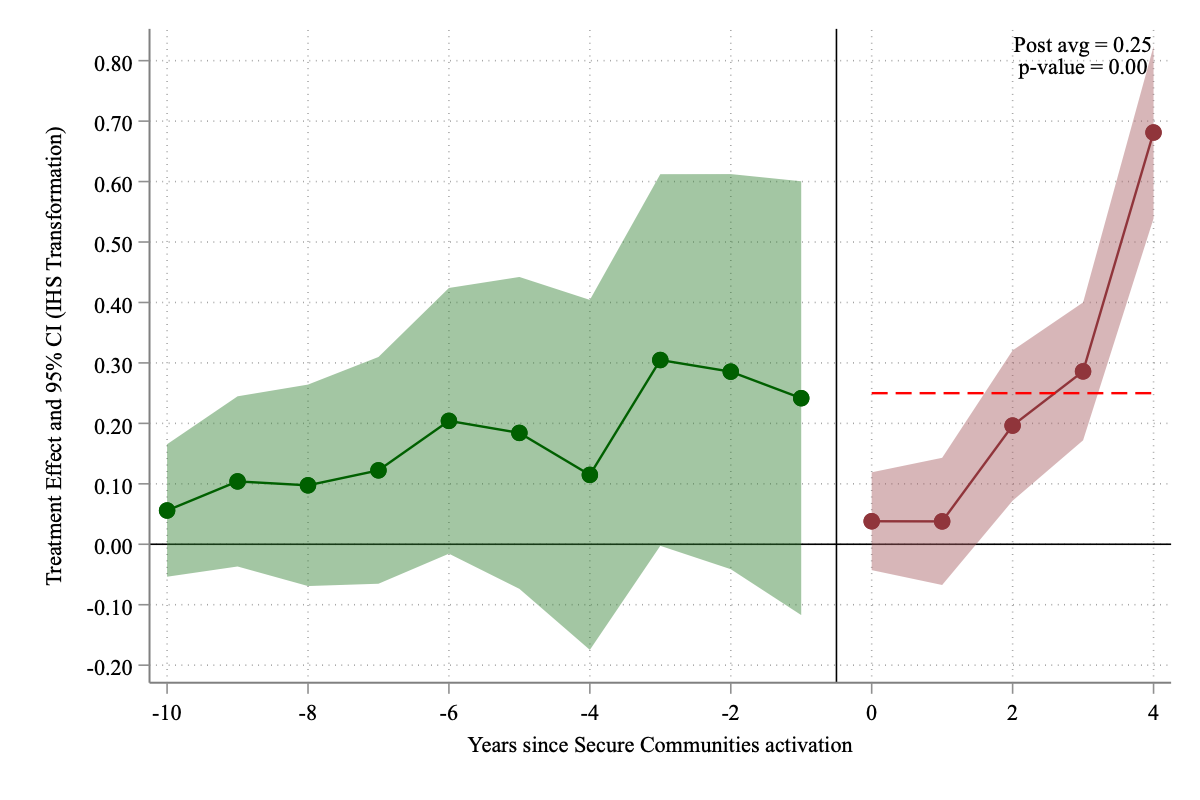 Post avg = 0.25
p-value = 0.00
Treatment Effect and 95% CI (IHS Transformation)
0.80
0.70
0.60
0.50
0.40
0.30
0.20
0.10
0.00
-0.10
-0.20
-10 -8 -6 -4 -2 0 2 4
Years since Secure Communities activation